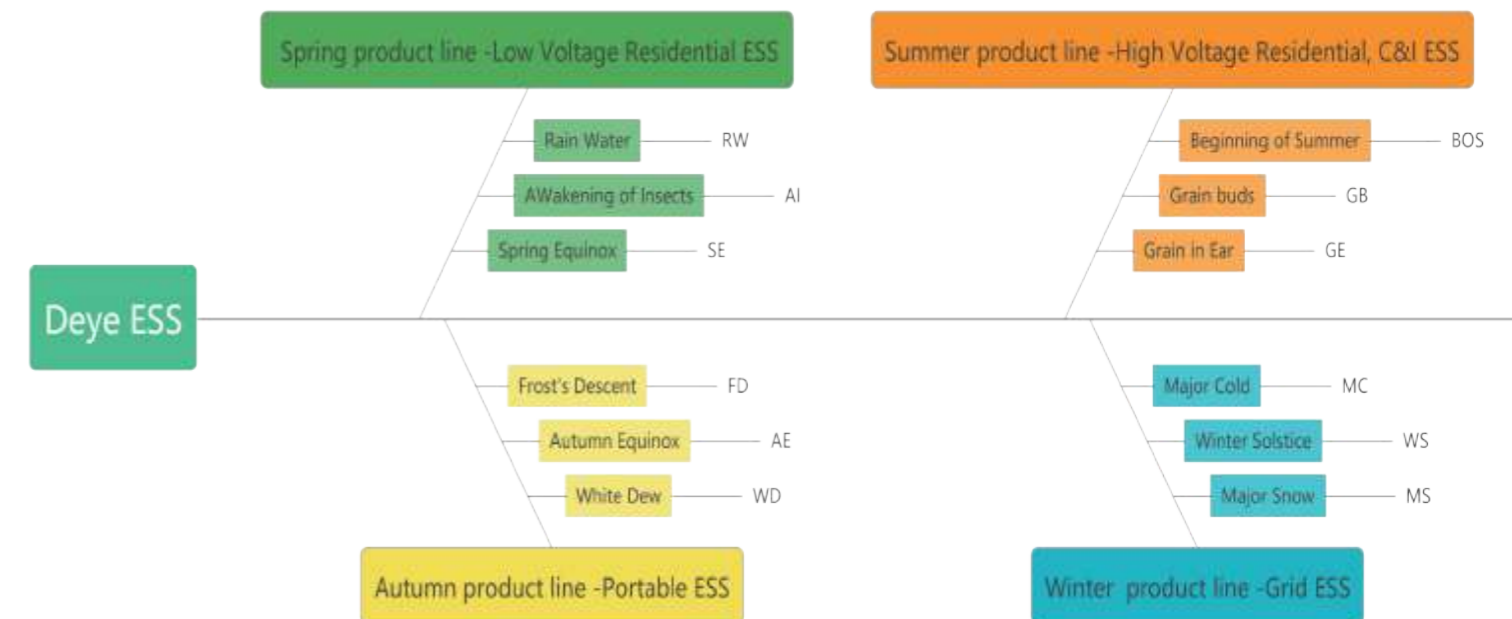 Spring product line -Low Voltage Residential ESS
Summer product line -High Voltage Residential, C&I ESS
Rain Water RW
AWakening of Insects AI
Spring Equinox SE
Beginning of Summer BOS
Grain buds GB
Grain in Ear GE
Deye ESS
Frost's Descent FD
Autumn Equinox AE
White Dew WD
Major Cold MC
Winter Solstice WS
Major Snow MS
Autumn product line -Portable ESS
Winter  product line -Grid ESS